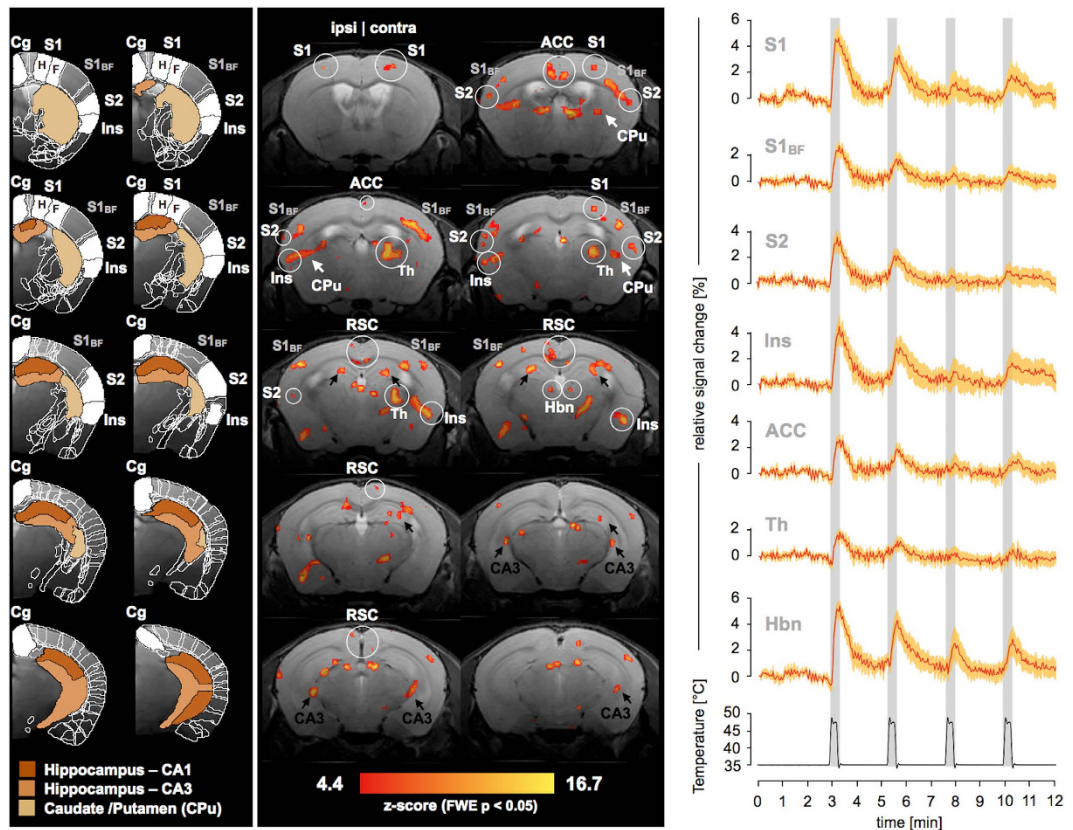 Cg S1 Cg S1
H F S1BF H F S1BF
S2
Ins
Cg S1 Cg S1
H F S1BF H F S1BF
S2
Ins
Cg Cg
S1BF S1BF
S2
Ins
Cg Cg
Cg Cg
Hippocampus – CA1
Hippocampus – CA3
Caudate /Putamen (CPu)
ipsi | contra
S1 S1
ACC S1
S1BF S1BF
S2 S2
CPu
ACC
S1BF S1BF
S2
Ins
CPu
Th
S1
S1BF S1BF
S2 S2
Ins
Th
CPu
RSC
S1BF S1BF
S2
Th
Ins
RSC
S1BF S1BF
Hbn
Ins
RSC
CA3 CA3
RSC
CA3 CA3
CA3
4.4 16.7
z-score (FWE p < 0.05)
relative signal change [%]
6
4
2
0
S1
2
0
S1BF
4
2
0
S2
4
2
0
Ins
4
2
0
ACC
2
0
Th
6
4
2
0
Hbn
Temperature [°C]
50
45
40
35
0 1 2 3 4 5 6 7 8 9 10 11 12
time [min]